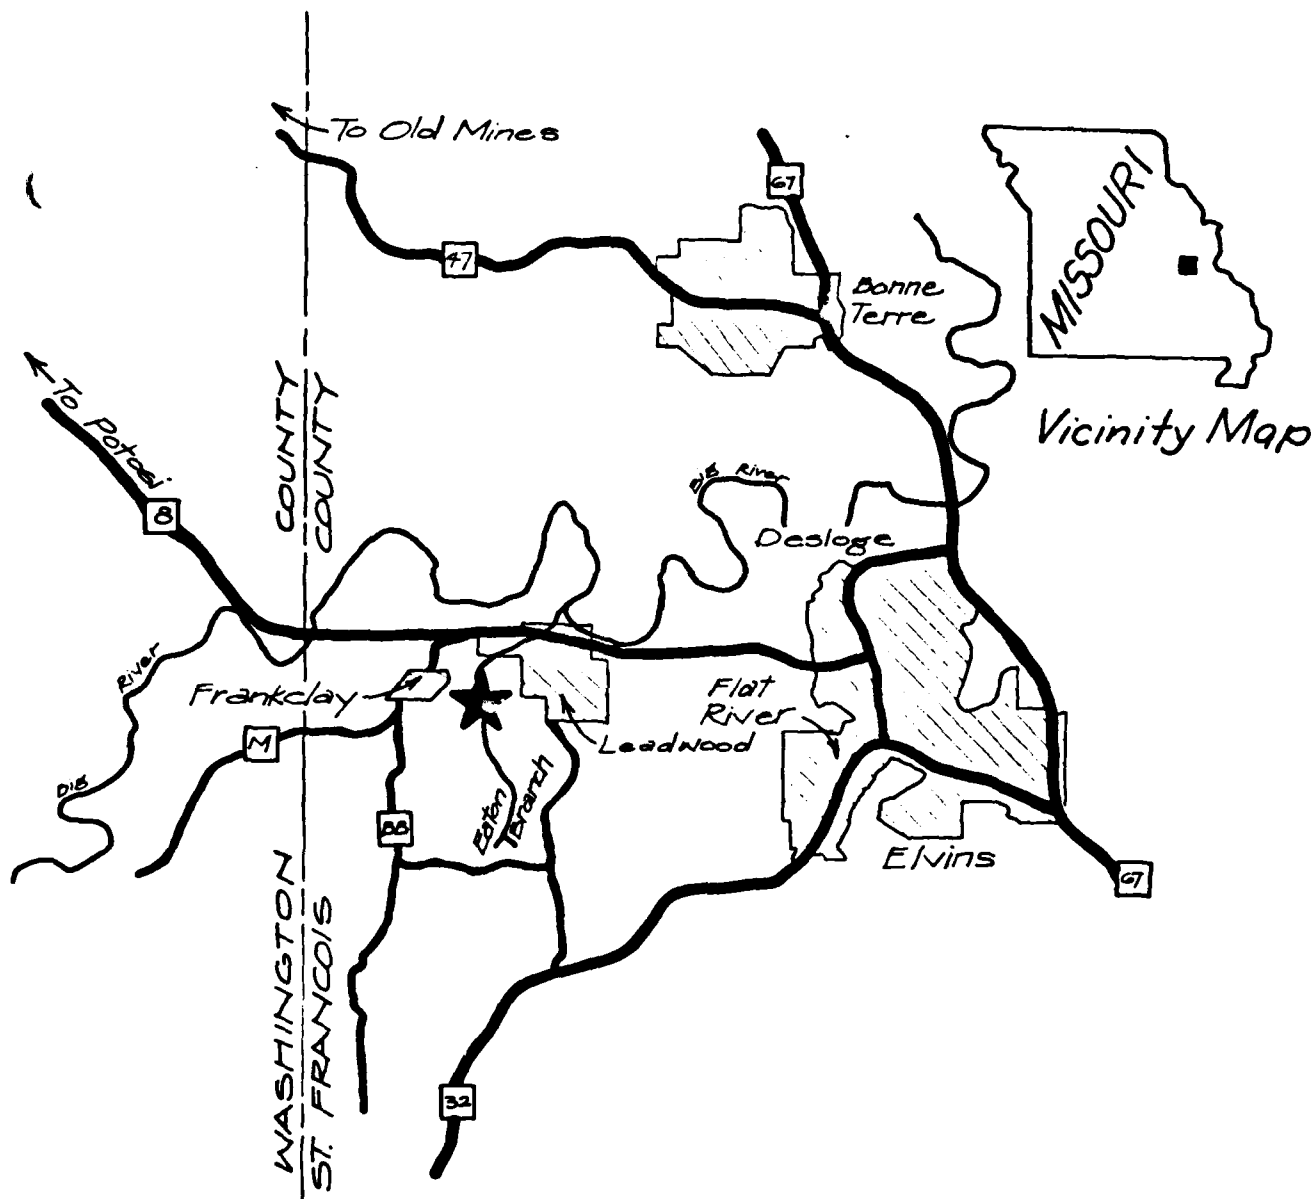 To Old Mines
67
MISSOURI
47
Bonne
Terre
To Potosi
Vicinity Map
COUNTY
COUNTY
BIG River
8
Desloge
River
Frankclay
Flat
River
M
Leadwood
BIG
Eaton
Branch
BB
Elvins
67
WASHINGTON
ST. FRANCOIS
32